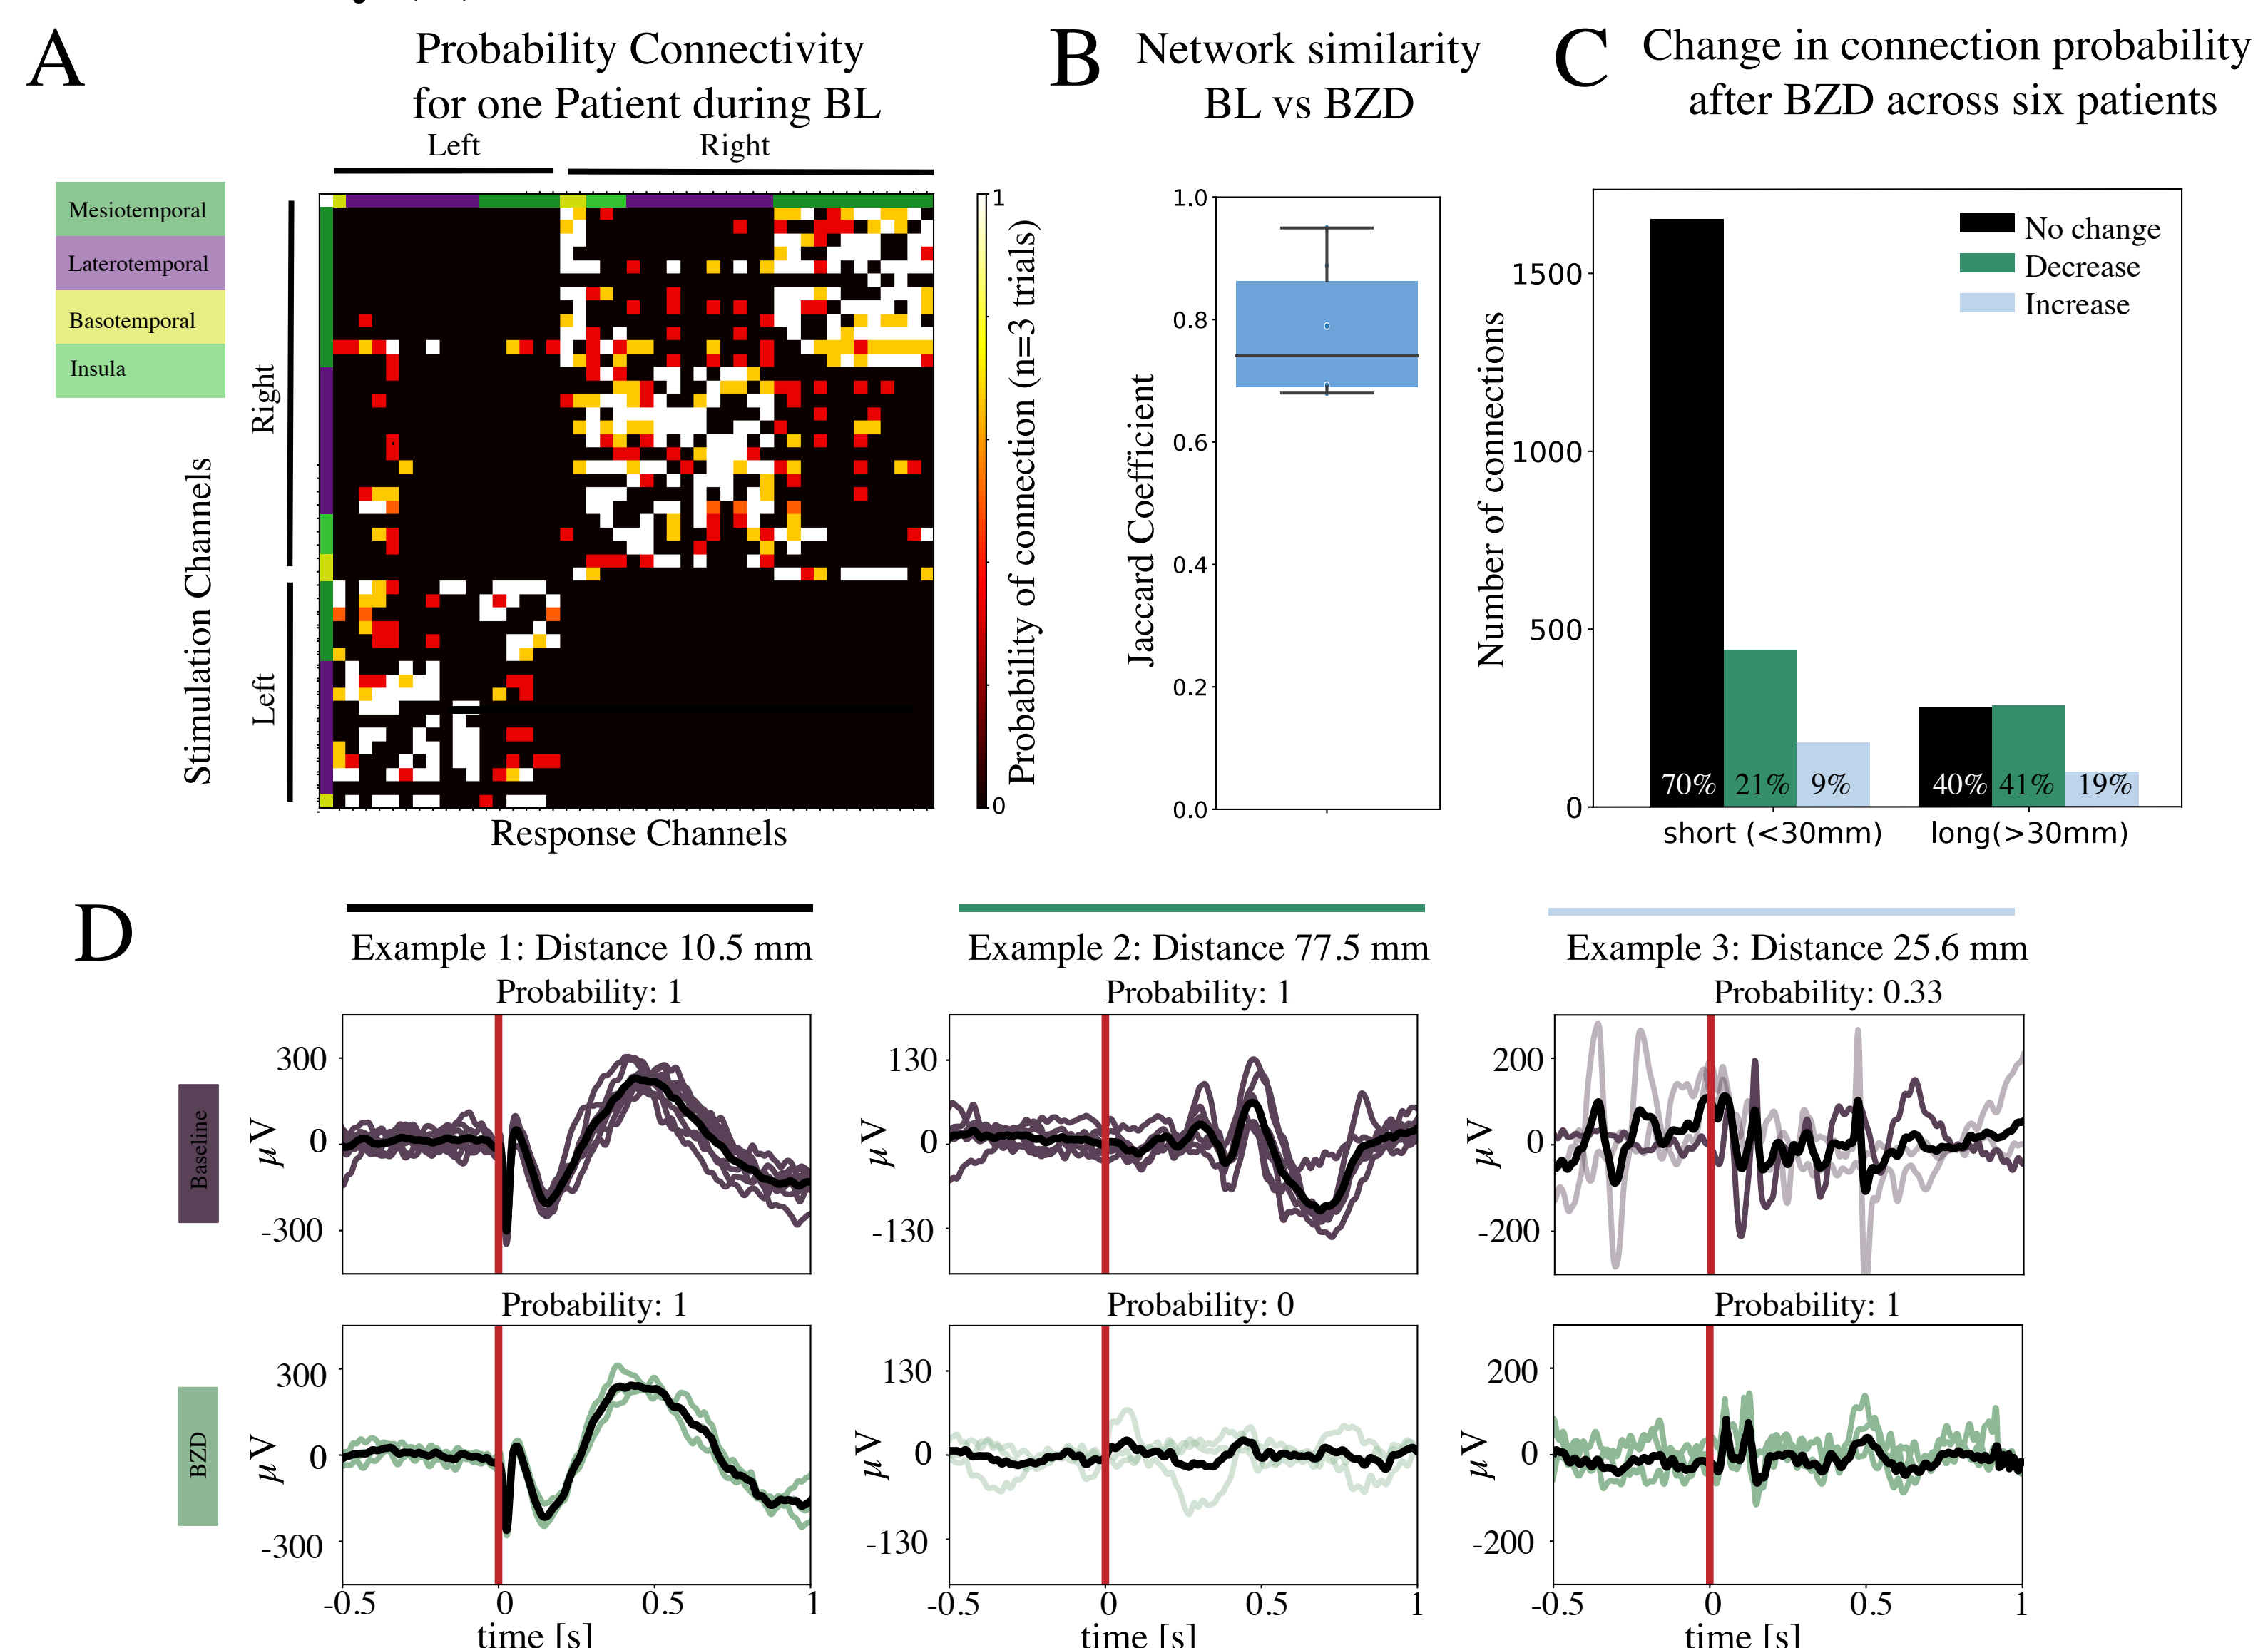 A
Probability Connectivity
for one Patient during BL
Left
Right
Mesiotemporal
Laterotemporal
Basotemporal
Insula
Right
Left
Stimulation Channels
Response Channels
1
0
Probability of connection (n=3 trials)
B
Network similarity
BL vs BZD
Jaccard Coefficient
1.0
0.8
0.6
0.4
0.2
0.0
C
Change in connection probability
after BZD across six patients
Number of connections
1500
1000
500
0
No change
Decrease
Increase
70% 21% 9% 40% 41% 19%
short (<30mm) long(>30mm)
D
Example 1: Distance 10.5 mm
Example 2: Distance 77.5 mm
Example 3: Distance 25.6 mm
Probability: 1
Probability: 1
Probability: 0.33
Baseline
µV
300
0
-300
µV
130
0
-130
µV
200
0
-200
Probability: 1
Probability: 0
Probability: 1
BZD
µV
300
0
-300
µV
130
0
-130
µV
200
0
-200
-0.5 0 0.5 1
-0.5 0 0.5 1
-0.5 0 0.5 1
time [s]
time [s]
time [s]